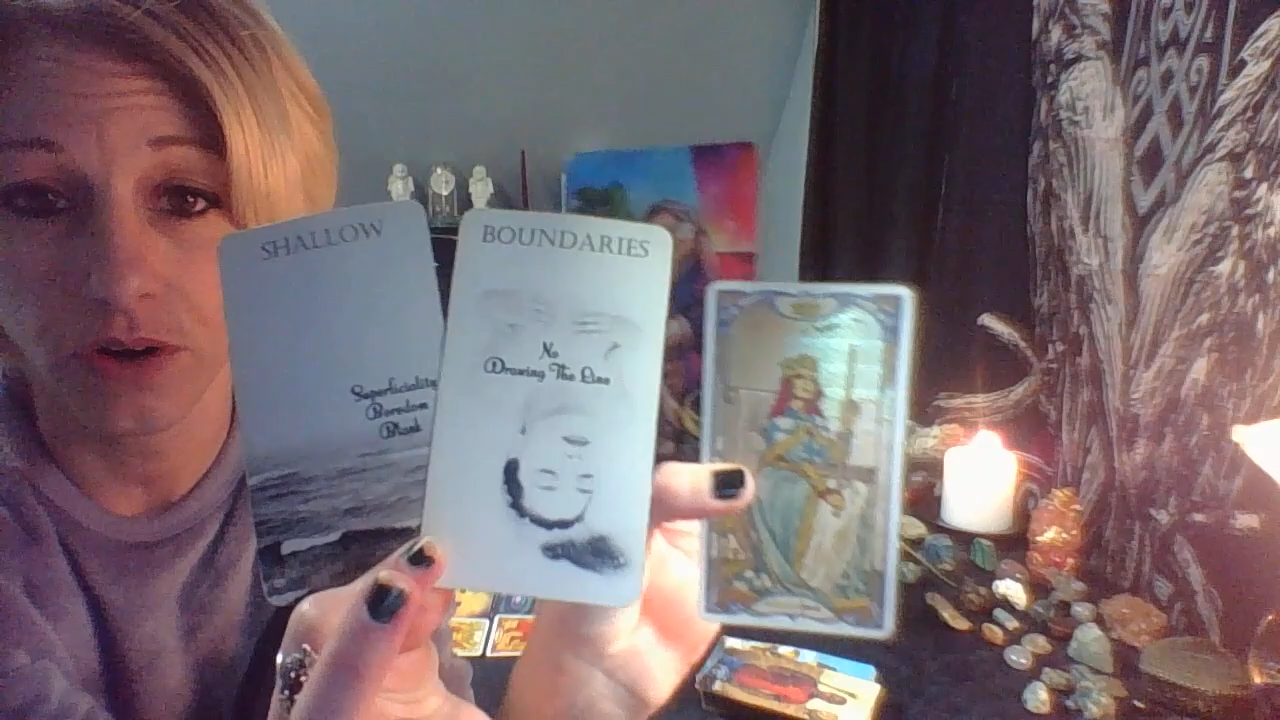 SHALLOW
Superficiality
Boredom
Blank
BOUNDARIES
No
Drawing The Line